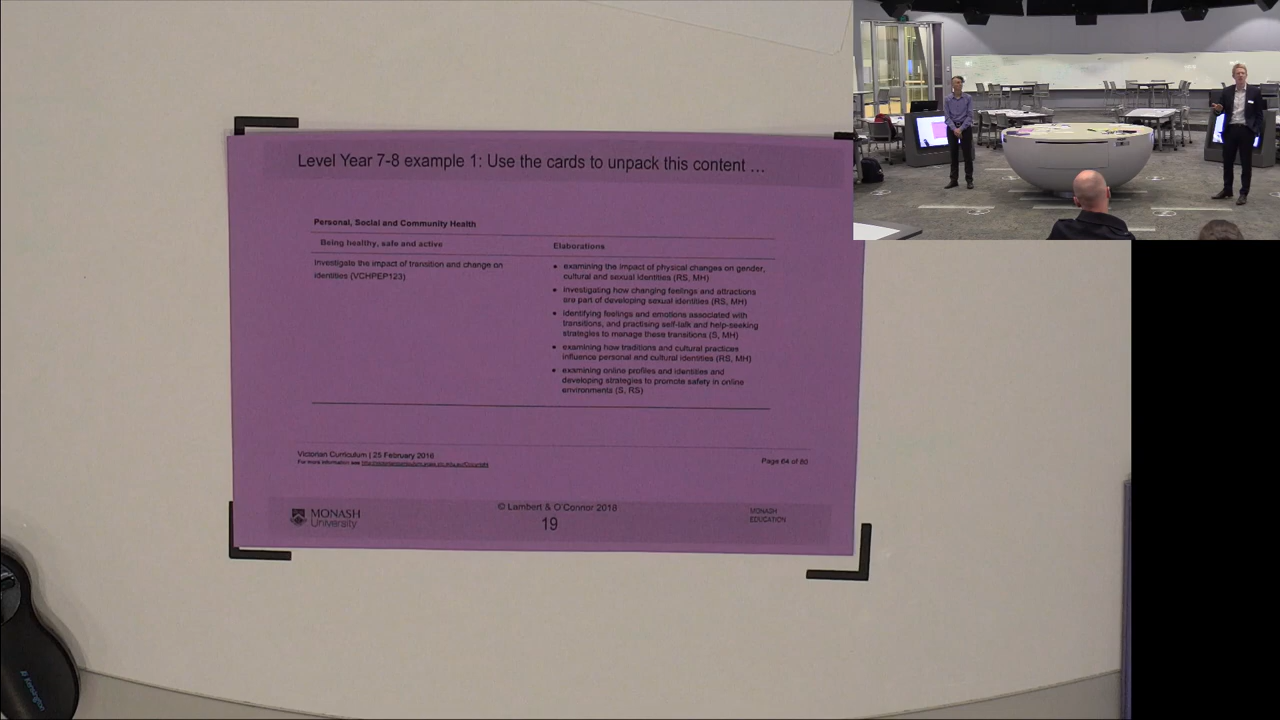 Level Year 7-8 example 1: Use the cards to unpack this content ...
Personal, Social and Community Health
Being healthy, safe and active
Elaborations
Investigate the impact of transition and change on
identities (VCHPEP123)
• examining the impact of physical changes on gender,
cultural and sexual identities (RS, MH)
• investigating how changing feelings and attractions
are part of developing sexual identities (RS, MH)
• identifying feelings and emotions associated with
transitions, and practising self-talk and help-seeking
strategies to manage these transitions (S, MH)
• examining how traditions and cultural practices
influence personal and cultural identities (RS, MH)
• examining online profiles and identities and
developing strategies to promote safety in online
environments (S, RS)
Victorian Curriculum | 25 February 2016
For more information see
Page 64 of 80
MONASH
University
© Lambert & O'Connor 2018
19
MONASH
EDUCATION
Kensington